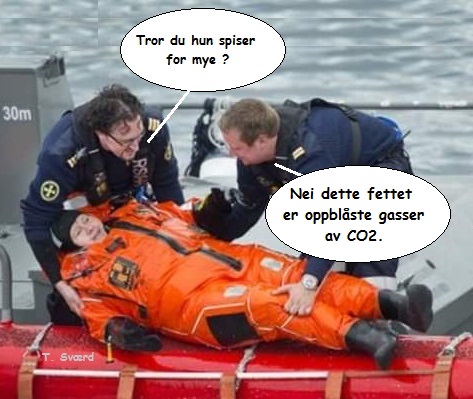 Tror du hun spiser
for mye ?
30m
Nei dette fettet
er oppblåste gasser
av CO2.
T. Sværd